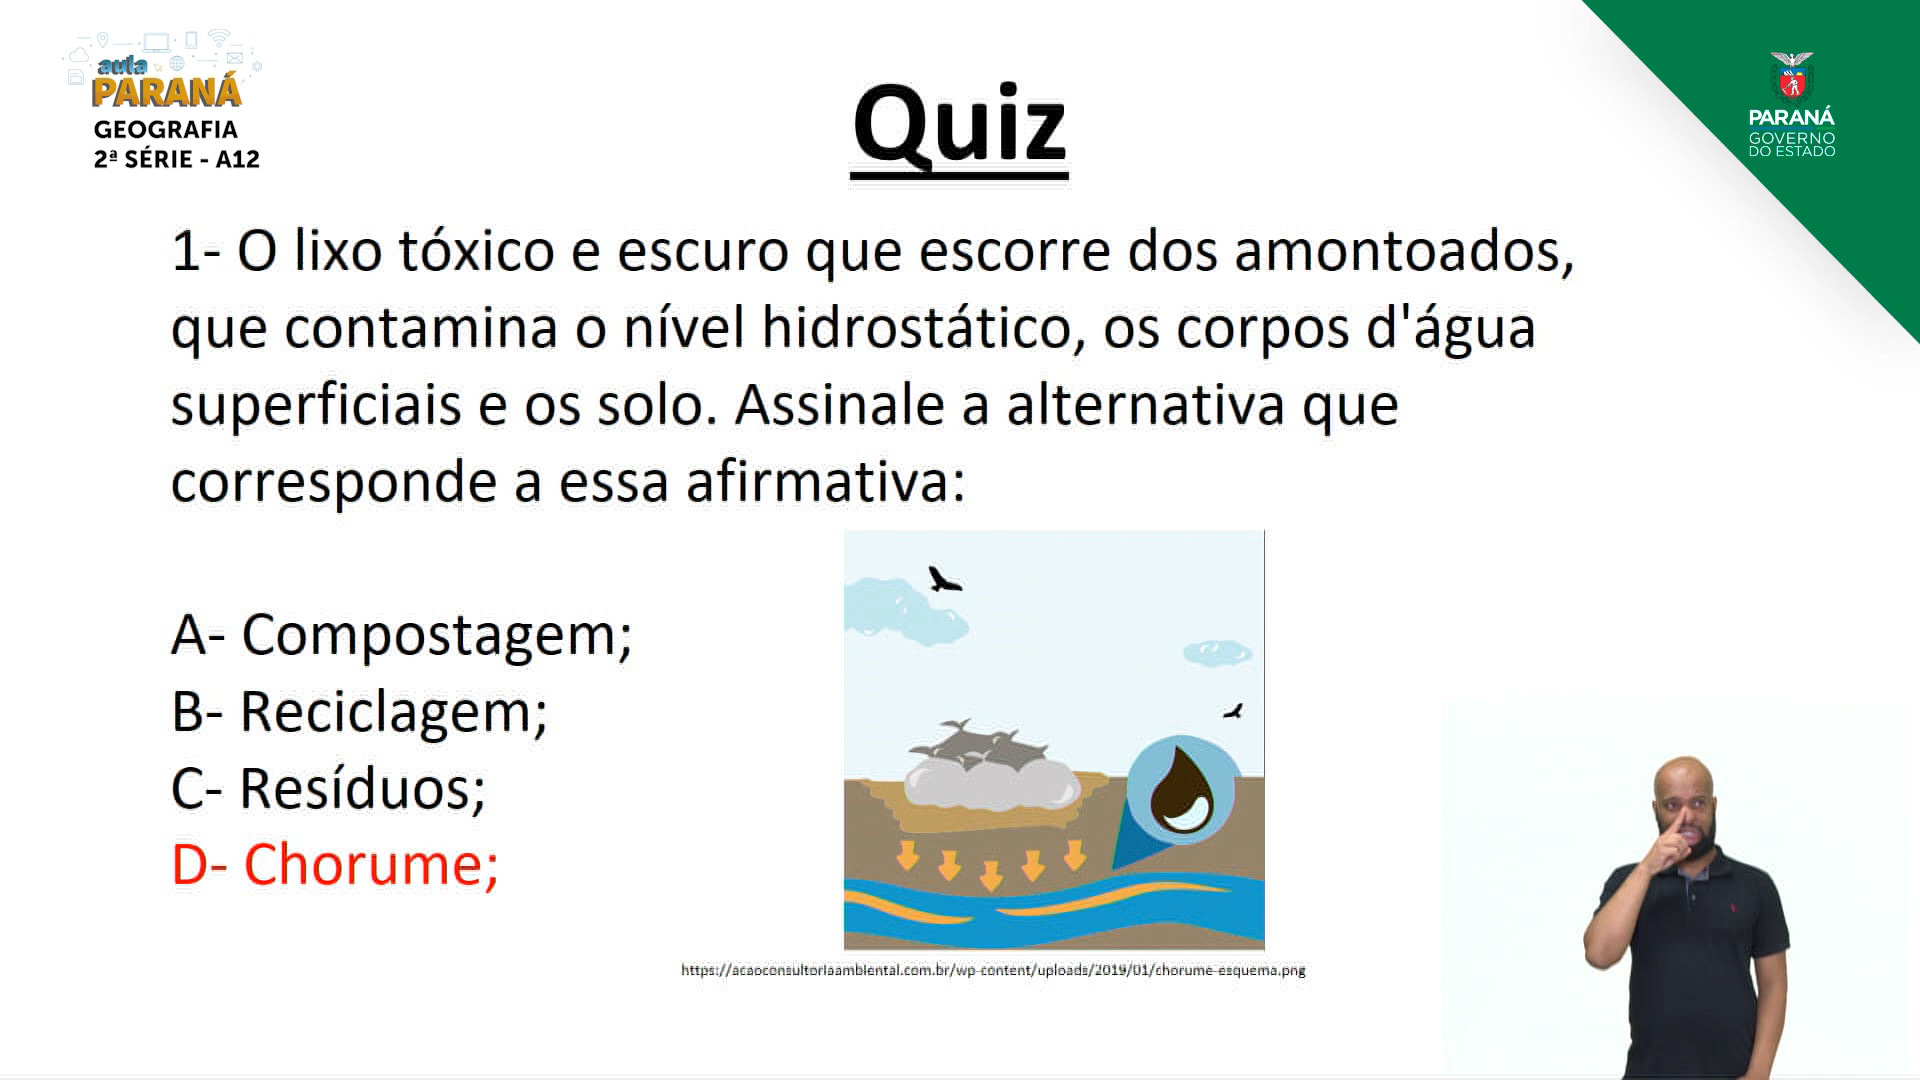 aula
PARANÁ
GEOGRAFIA
2ª SÉRIE - A12
Quiz
PARANÁ
GOVERNO
DO ESTADO
1- O lixo tóxico e escuro que escorre dos amontoados,
que contamina o nível hidrostático, os corpos d'água
superficiais e os solo. Assinale a alternativa que
corresponde a essa afirmativa:
A- Compostagem;
B- Reciclagem;
C- Resíduos;
D- Chorume;
https://acaoconsultoriaambiental.com.br/wp-content/uploads/2019/01/chorume-esquema.png